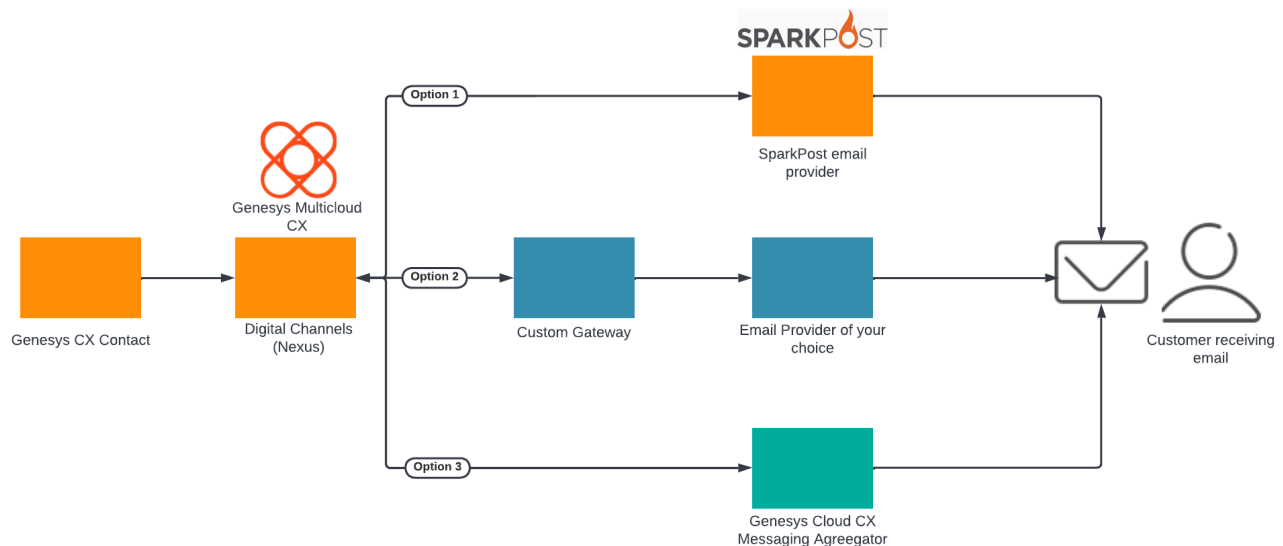 SPARKPOST
Option 1
SparkPost email
provider
Genesys Multicloud
CX
Genesys CX Contact
Digital Channels
(Nexus)
Option 2
Custom Gateway
Email Provider of your
choice
Customer receiving
email
Option 3
Genesys Cloud CX
Messaging Agreegator